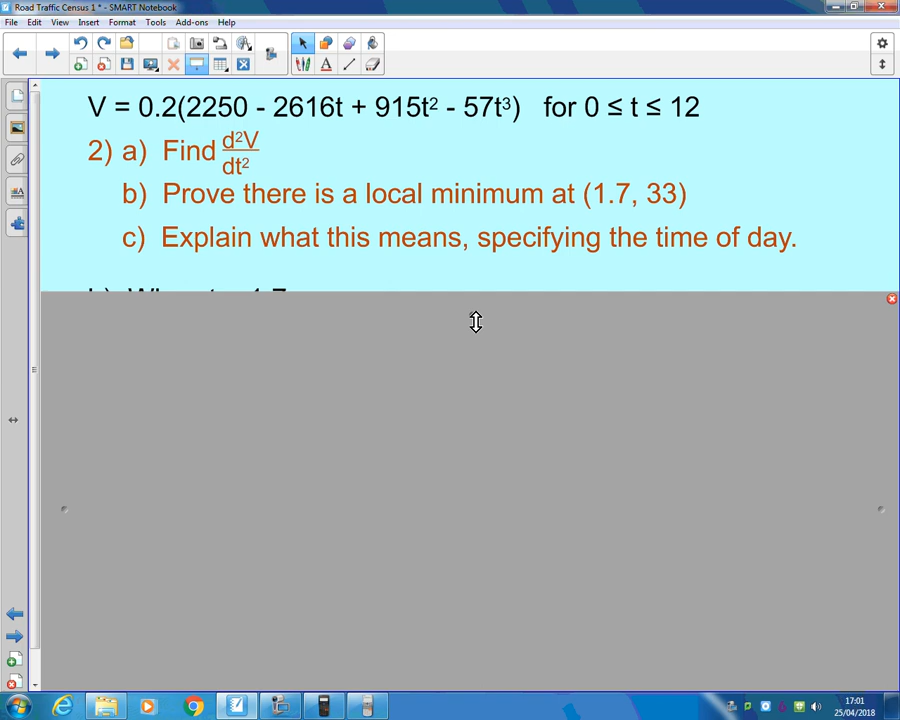 Road Traffic Census 1 * - SMART Notebook
File Edit View Insert Format Tools Add-ons Help
V = 0.2(2250 - 2616t + 915t² - 57t³) for 0 ≤ t ≤ 12
2) a) Find d²V
dt²
b) Prove there is a local minimum at (1.7, 33)
c) Explain what this means, specifying the time of day.
17:01
25/04/2018